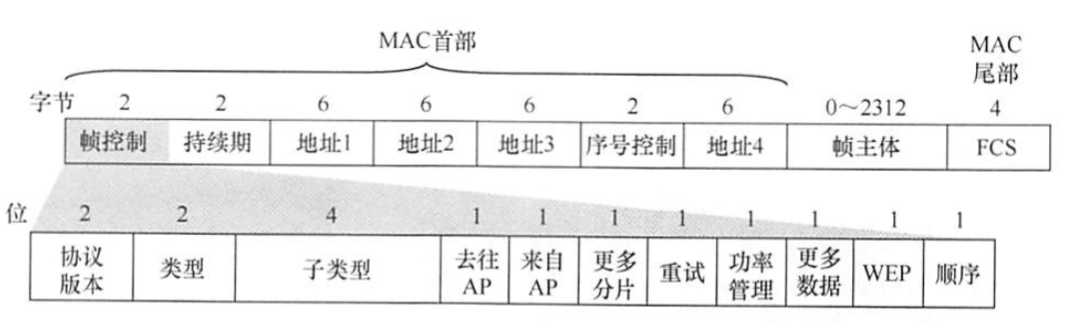 MAC首部
MAC
尾部
字节 2 2 6 6 6 2 6 0～2312 4
帧控制 持续期 地址1 地址2 地址3 序号控制 地址4 帧主体 FCS
位 2 2 4 1 1 1 1 1 1 1 1
协议
版本
类型
子类型
去往
AP
来自
AP
更多
分片
重试
功率
管理
更多
数据
WEP
顺序